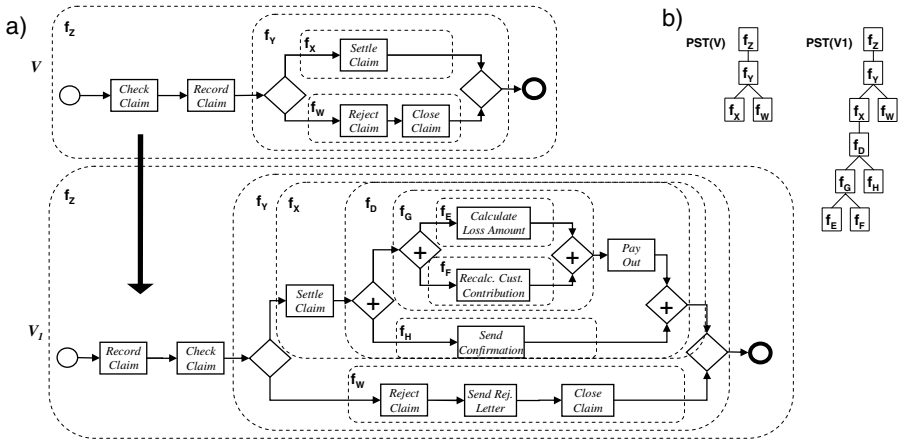 a)
b)
fZ
V
fY
fX
Settle
Claim
Check
Claim
Record
Claim
fW
Reject
Claim
Close
Claim
PST(V)
fZ
fY
fX
fW
PST(V1)
fZ
fY
fX
fW
fD
fG
fH
fE
fF
fZ
V1
fY
fX
fD
fG
fE
Calculate
Loss Amount
+
+
fF
Recalc. Cust.
Contribution
Pay
Out
Settle
Claim
+
+
fH
Send
Confirmation
Record
Claim
Check
Claim
fW
Reject
Claim
Send Rej.
Letter
Close
Claim